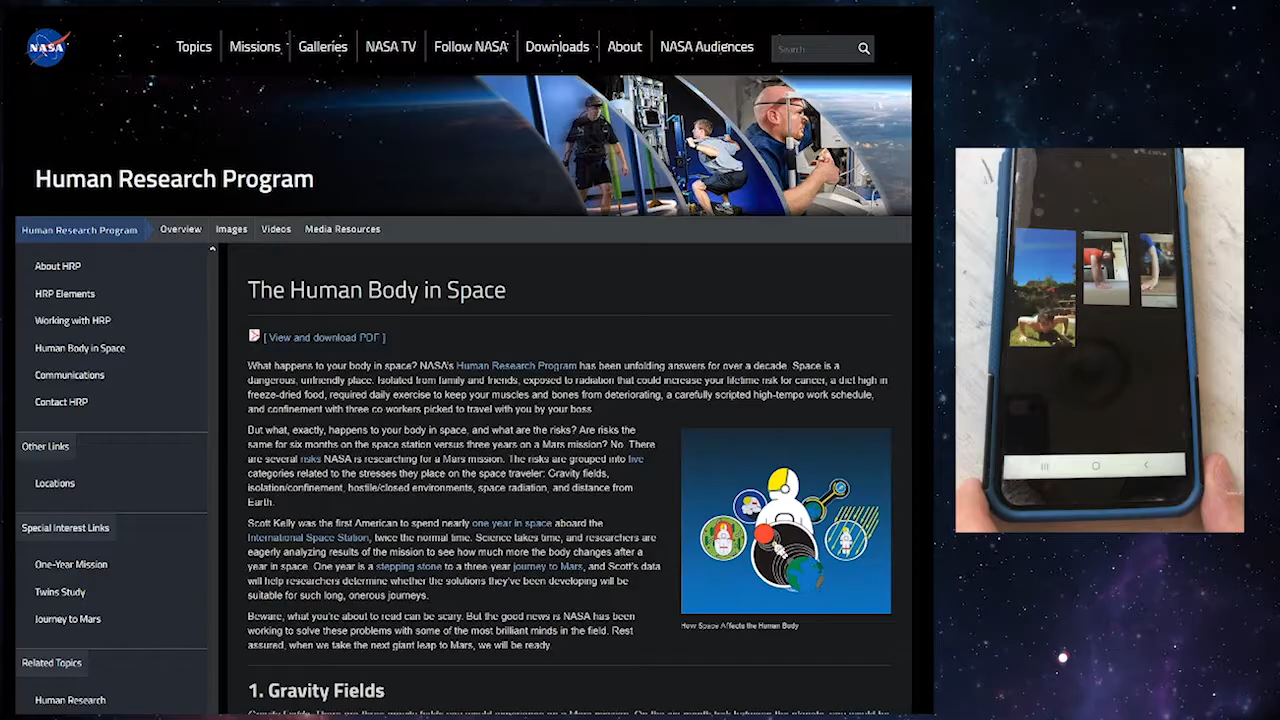 NASA
Topics
Missions
Galleries
NASA TV
Follow NASA
Downloads
About
NASA Audiences
Search
Human Research Program
Human Research Program
Overview
Images
Videos
Media Resources
About HRP
HRP Elements
Working with HRP
Human Body in Space
Communications
Contact HRP
Other Links
Locations
Special Interest Links
One-Year Mission
Twins Study
Journey to Mars
Related Topics
Human Research
The Human Body in Space
[ View and download PDF ]
What happens to your body in space? NASA's Human Research Program has been unfolding answers for over a decade. Space is a
dangerous, unfriendly place. Isolated from family and friends, exposed to radiation that could increase your lifetime risk for cancer, a diet high in
freeze-dried food, required daily exercise to keep your muscles and bones from deteriorating, a carefully scripted high-tempo work schedule,
and confinement with three co workers picked to travel with you by your boss
But what, exactly, happens to your body in space, and what are the risks? Are risks the
same for six months on the space station versus three years on a Mars mission? No. There
are several risks NASA is researching for a Mars mission. The risks are grouped into five
categories related to the stresses they place on the space traveler: Gravity fields,
isolation/confinement, hostile/closed environments, space radiation, and distance from
Earth.
Scott Kelly was the first American to spend nearly one year in space aboard the
International Space Station, twice the normal time. Science takes time, and researchers are
eagerly analyzing results of the mission to see how much more the body changes after a
year in space. One year is a stepping stone to a three-year journey to Mars, and Scott's data
will help researchers determine whether the solutions they've been developing will be
suitable for such long, onerous journeys.
Beware, what you're about to read can be scary. But the good news is NASA has been
working to solve these problems with some of the most brilliant minds in the field. Rest
assured, when we take the next giant leap to Mars, we will be ready
How Space Affects the Human Body
1. Gravity Fields